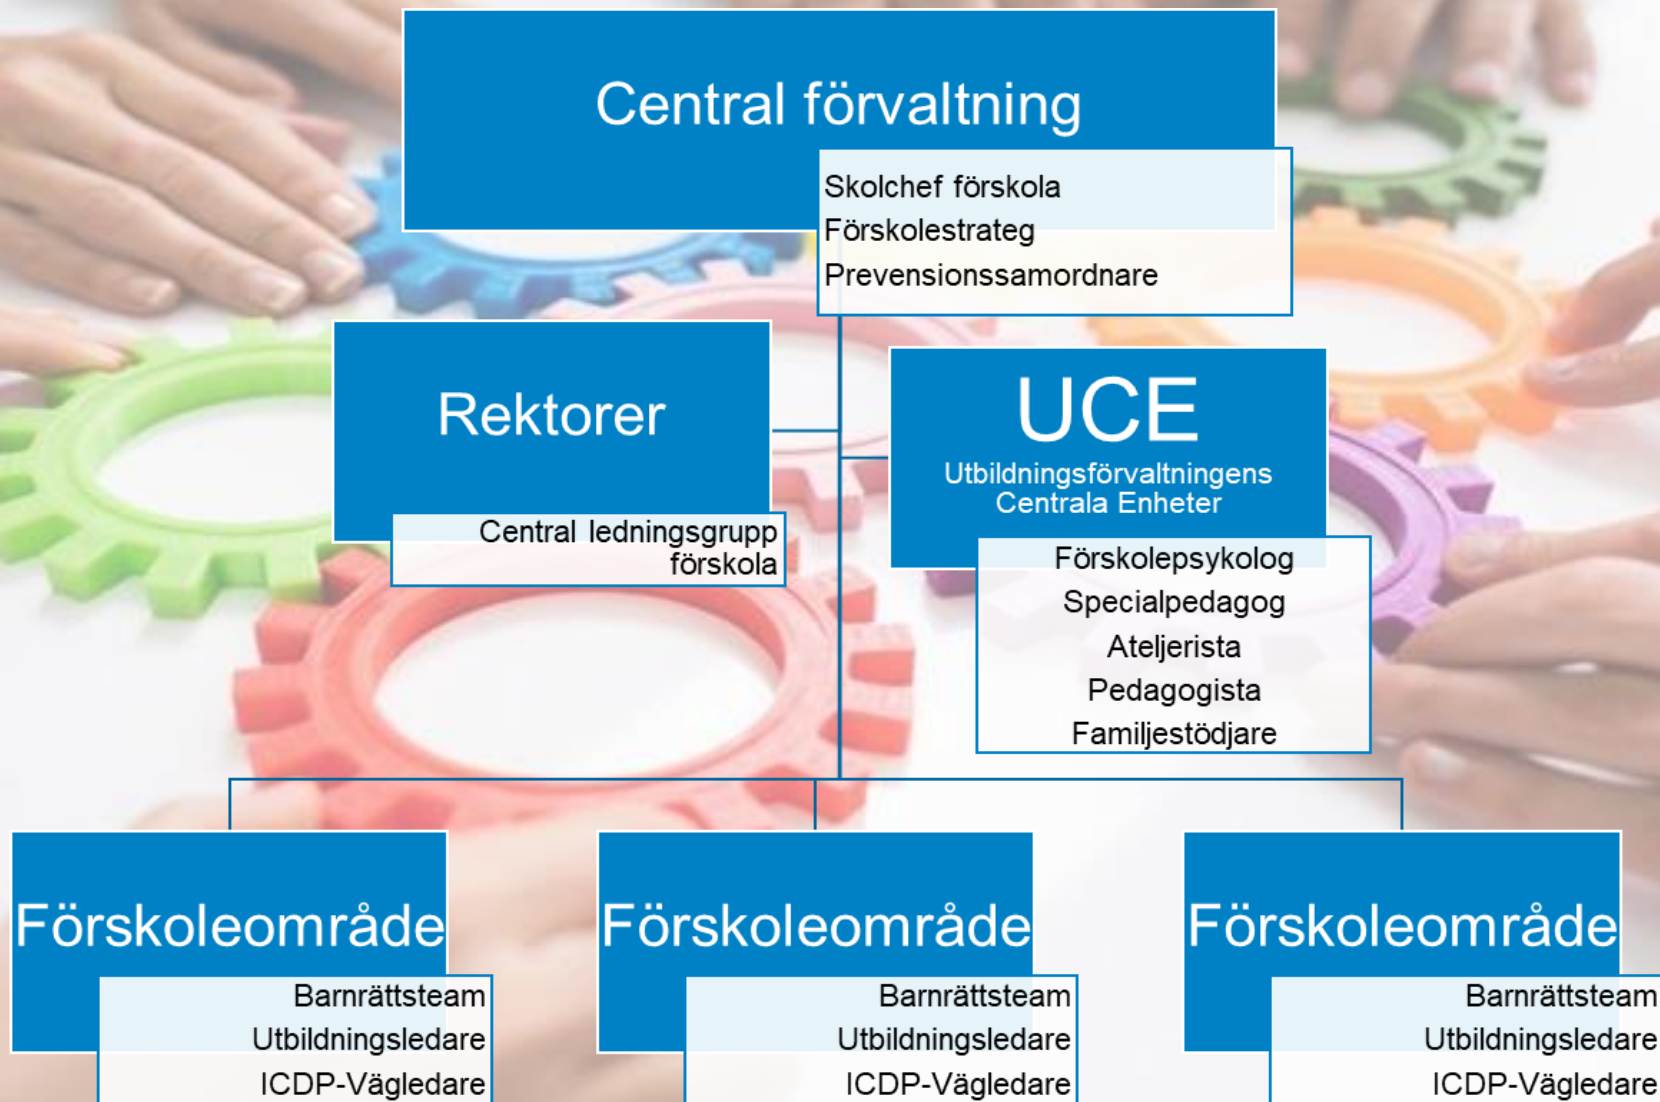 Central förvaltning
Skolchef förskola
Förskolestrateg
Prevensionssamordnare
Rektorer
Central ledningsgrupp
förskola
UCE
Utbildningsförvaltningens
Centrala Enheter
Förskolepsykolog
Specialpedagog
Ateljerista
Pedagogista
Familjestödjare
Förskoleområde
Barnrättsteam
Utbildningsledare
ICDP-Vägledare
Förskoleområde
Barnrättsteam
Utbildningsledare
ICDP-Vägledare
Förskoleområde
Barnrättsteam
Utbildningsledare
ICDP-Vägledare